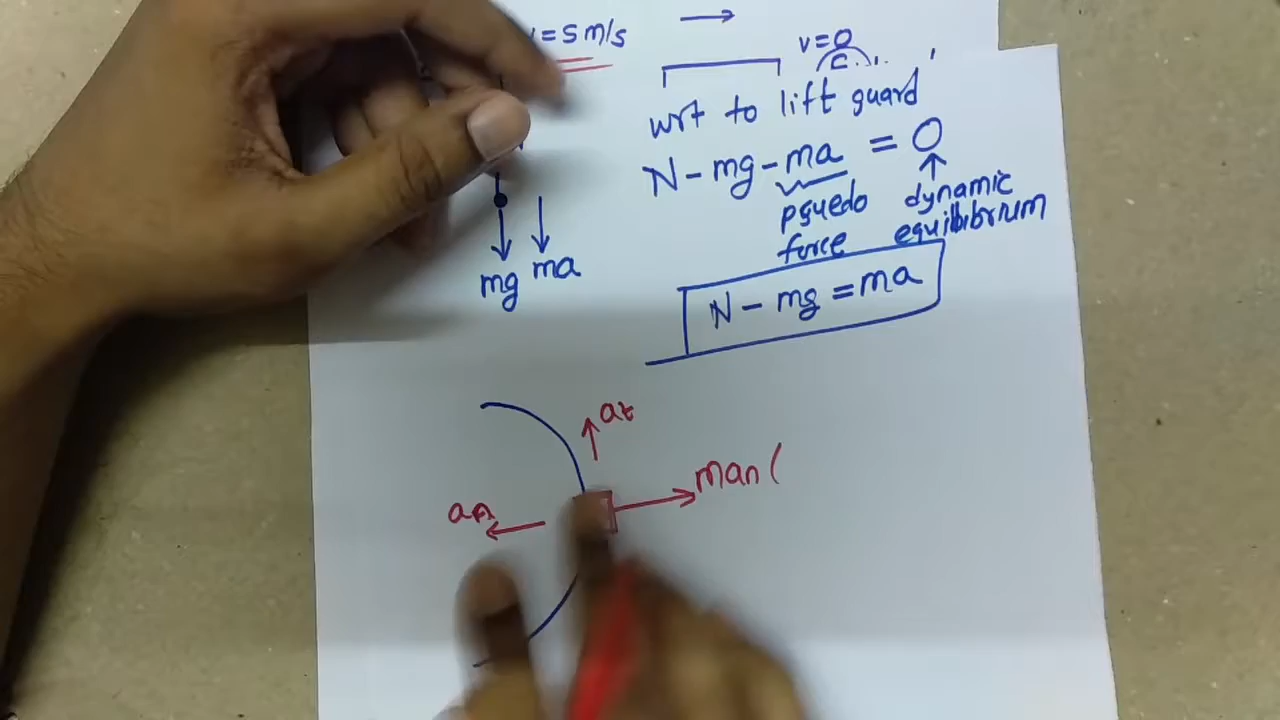 = 5 m/s
v=0
wrt to lift guard
N - mg - ma = 0
psuedo force
dynamic equilibrium
mg
ma
N - mg = ma
at
man (
an